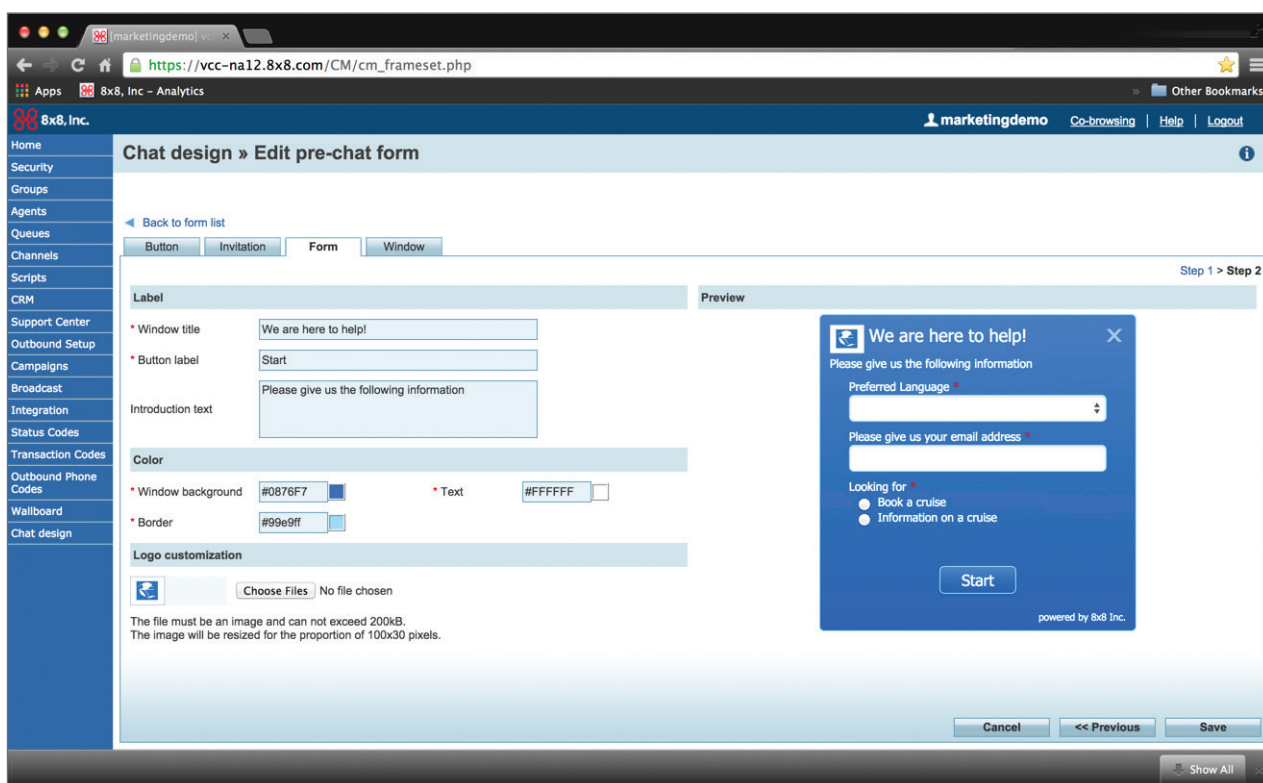 [marketingdemo] vc
https://vcc-na12.8x8.com/CM/cm_frameset.php
Apps 8x8, Inc – Analytics » Other Bookmarks
8x8, Inc. marketingdemo Co-browsing | Help | Logout
Home
Security
Groups
Agents
Queues
Channels
Scripts
CRM
Support Center
Outbound Setup
Campaigns
Broadcast
Integration
Status Codes
Transaction Codes
Outbound Phone
Codes
Wallboard
Chat design
Chat design » Edit pre-chat form
Back to form list
Button Invitation Form Window
Step 1 > Step 2
Label
* Window title We are here to help!
* Button label Start
Introduction text Please give us the following information
Color
* Window background #0876F7 * Text #FFFFFF
* Border #99e9ff
Logo customization
Choose Files No file chosen
The file must be an image and can not exceed 200kB.
The image will be resized for the proportion of 100x30 pixels.
Preview
We are here to help!
Please give us the following information
Preferred Language *
Please give us your email address *
Looking for *
Book a cruise
Information on a cruise
Start
powered by 8x8 Inc.
Cancel << Previous Save
Show All